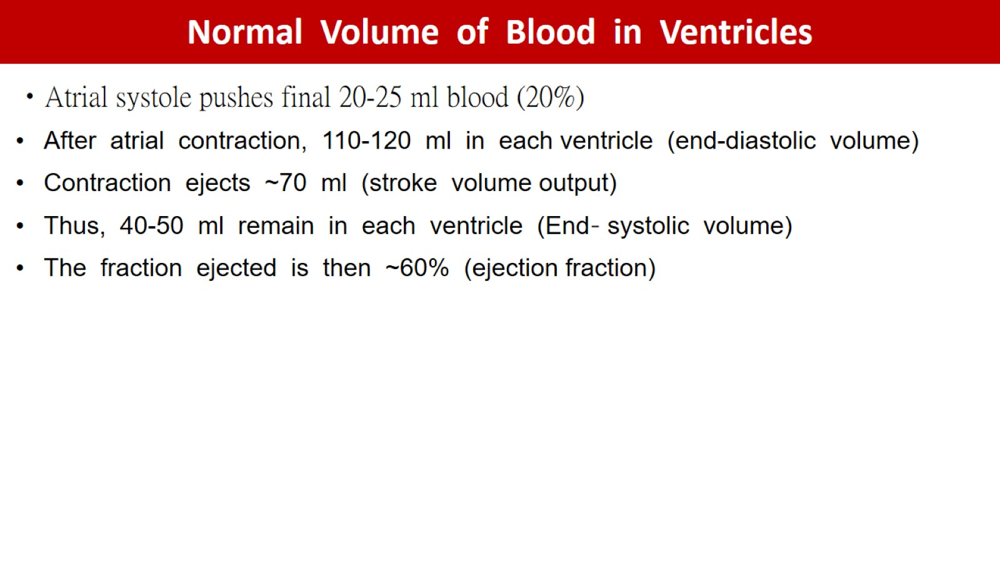 Normal Volume of Blood in Ventricles
• Atrial systole pushes final 20-25 ml blood (20%)
• After atrial contraction, 110-120 ml in each ventricle (end-diastolic volume)
• Contraction ejects ~70 ml (stroke volume output)
• Thus, 40-50 ml remain in each ventricle (End- systolic volume)
• The fraction ejected is then ~60% (ejection fraction)